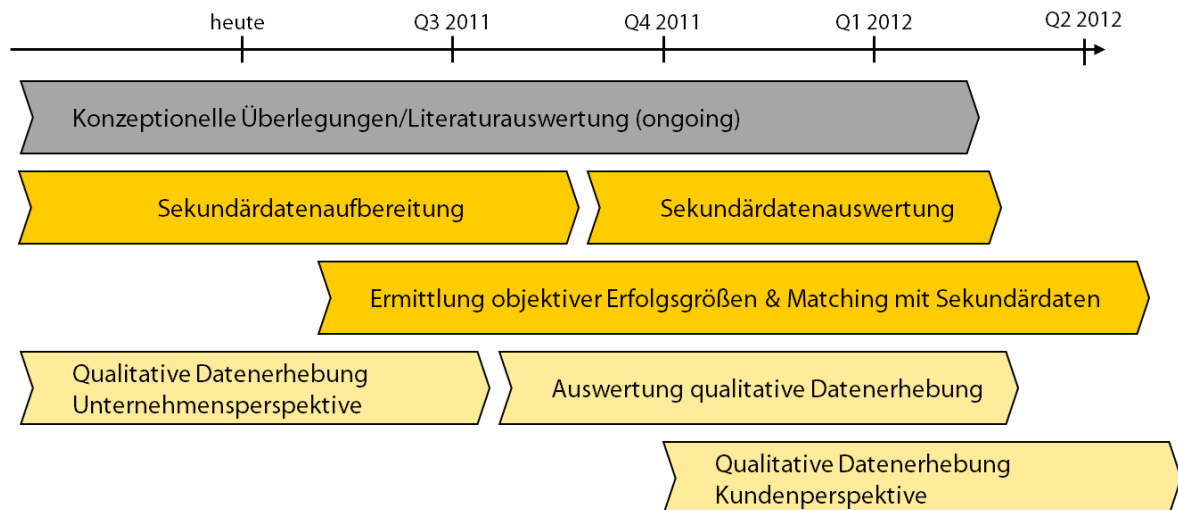 heute
Q3 2011
Q4 2011
Q1 2012
Q2 2012
Konzeptionelle Überlegungen/Literaturauswertung (ongoing)
Sekundärdatenaufbereitung
Sekundärdatenauswertung
Ermittlung objektiver Erfolgsgrößen & Matching mit Sekundärdaten
Qualitative Datenerhebung
Unternehmensperspektive
Auswertung qualitative Datenerhebung
Qualitative Datenerhebung
Kundenperspektive